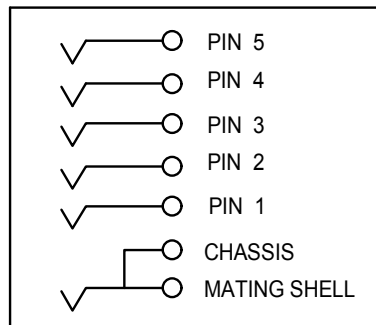 PIN 5
PIN 4
PIN 3
PIN 2
PIN 1
CHASSIS
MATING SHELL